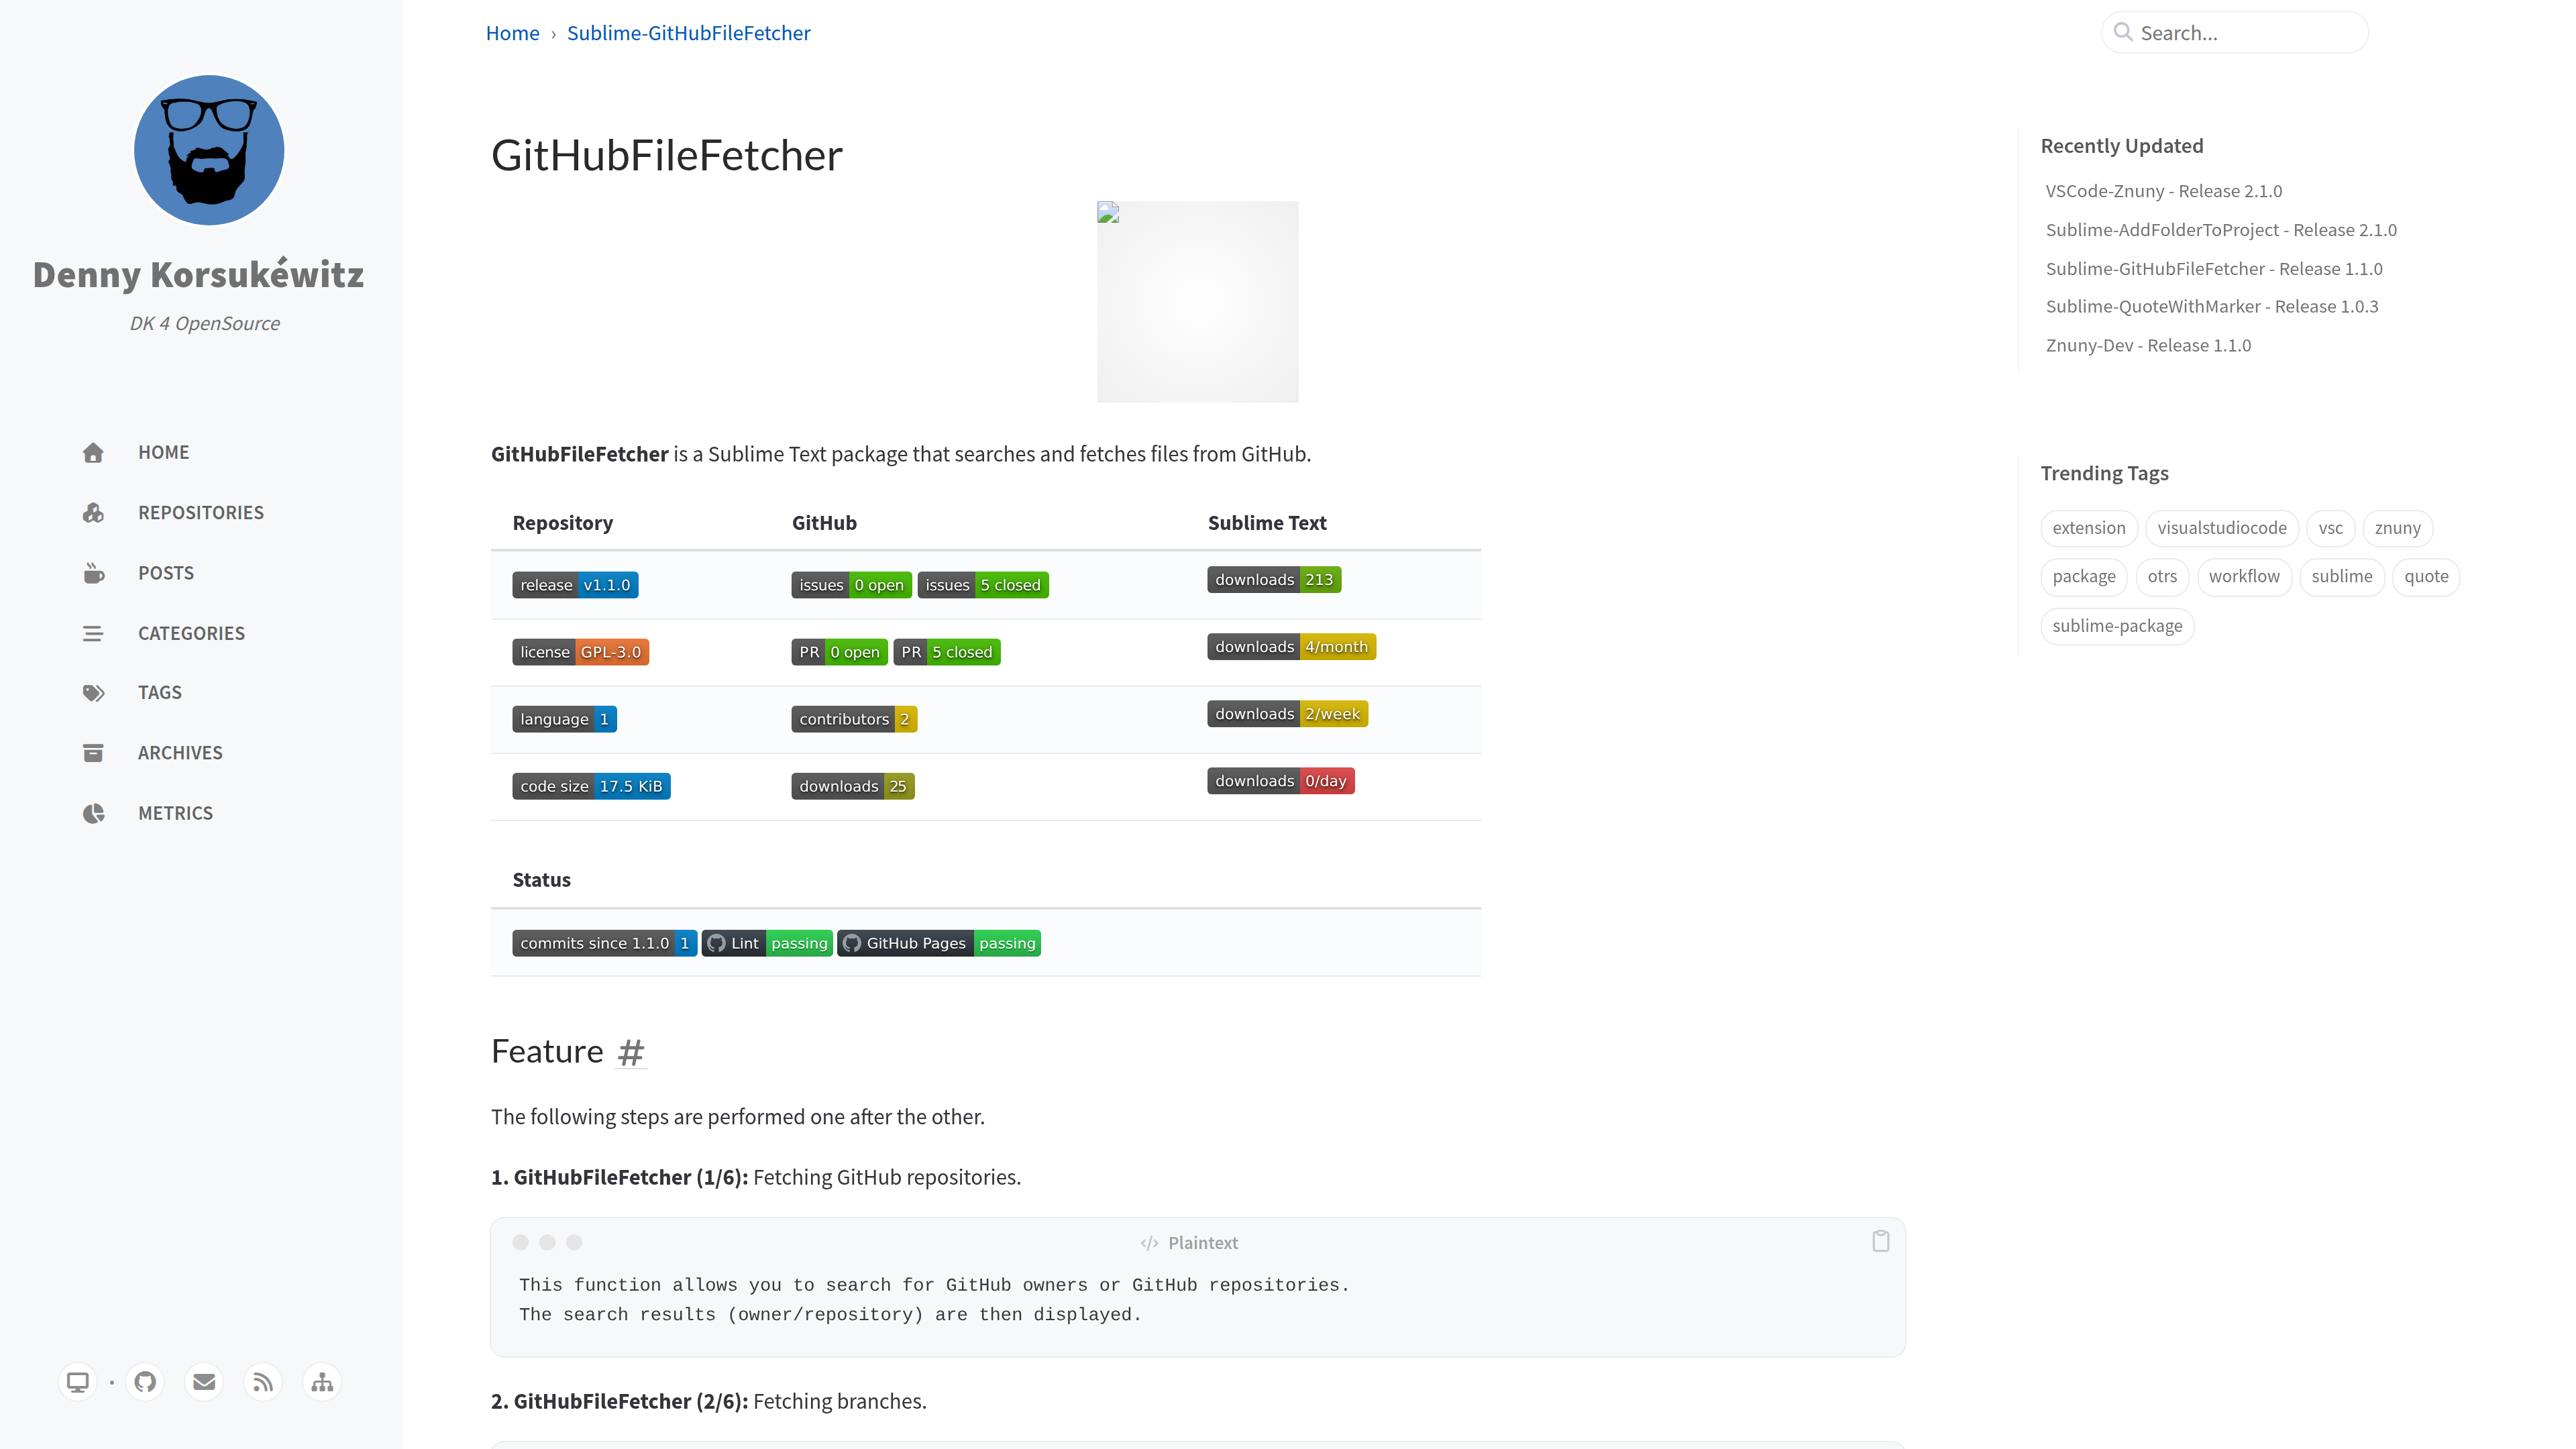 Denny Korsukéwitz
DK 4 OpenSource
HOME
REPOSITORIES
POSTS
CATEGORIES
TAGS
ARCHIVES
METRICS
Home › Sublime-GitHubFileFetcher
Search...
GitHubFileFetcher
GitHubFileFetcher is a Sublime Text package that searches and fetches files from GitHub.
Repository GitHub Sublime Text
release v1.1.0 issues 0 open issues 5 closed downloads 213
license GPL-3.0 PR 0 open PR 5 closed downloads 4/month
language 1 contributors 2 downloads 2/week
code size 17.5 KiB downloads 25 downloads 0/day
Status
commits since 1.1.0 1 Lint passing GitHub Pages passing
Feature #
The following steps are performed one after the other.
1. GitHubFileFetcher (1/6): Fetching GitHub repositories.
</> Plaintext
This function allows you to search for GitHub owners or GitHub repositories.
The search results (owner/repository) are then displayed.
2. GitHubFileFetcher (2/6): Fetching branches.
Recently Updated
VSCode-Znuny - Release 2.1.0
Sublime-AddFolderToProject - Release 2.1.0
Sublime-GitHubFileFetcher - Release 1.1.0
Sublime-QuoteWithMarker - Release 1.0.3
Znuny-Dev - Release 1.1.0
Trending Tags
extension visualstudiocode vsc znuny
package otrs workflow sublime quote
sublime-package